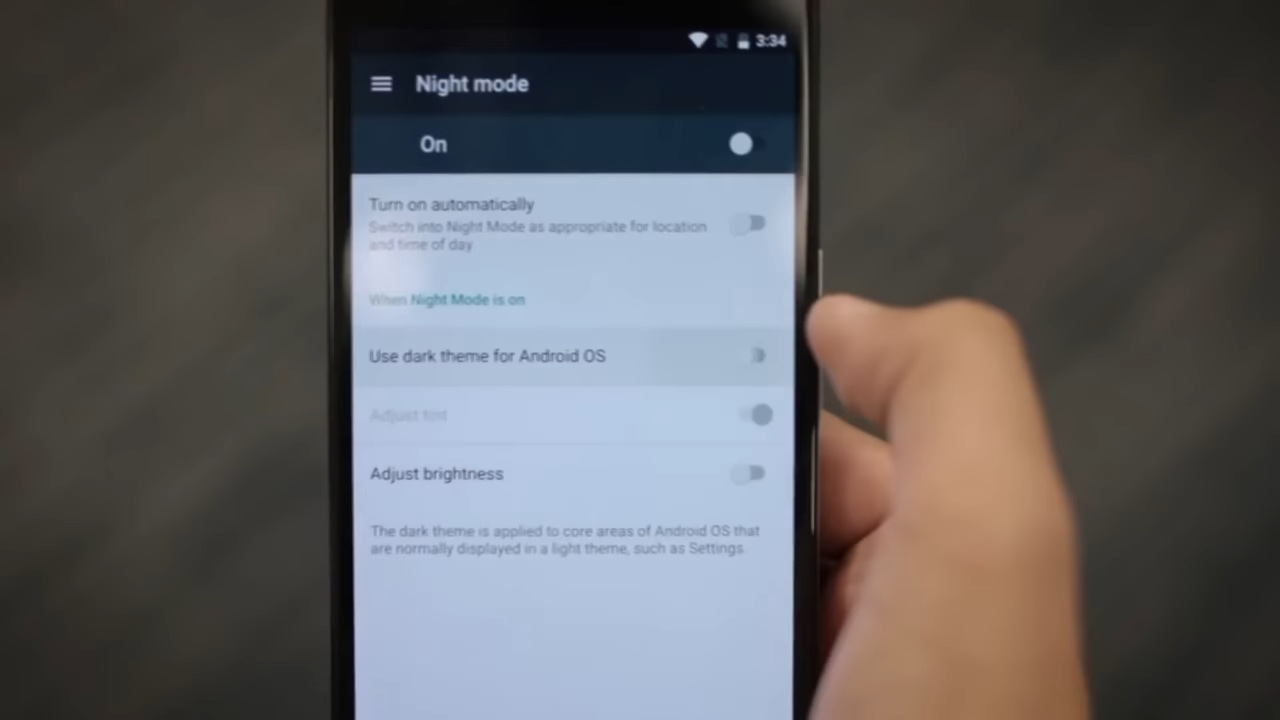 3:34
Night mode
On
Turn on automatically
Switch into Night Mode as appropriate for location
and time of day
When Night Mode is on
Use dark theme for Android OS
Adjust tint
Adjust brightness
The dark theme is applied to core areas of Android OS that
are normally displayed in a light theme, such as Settings.